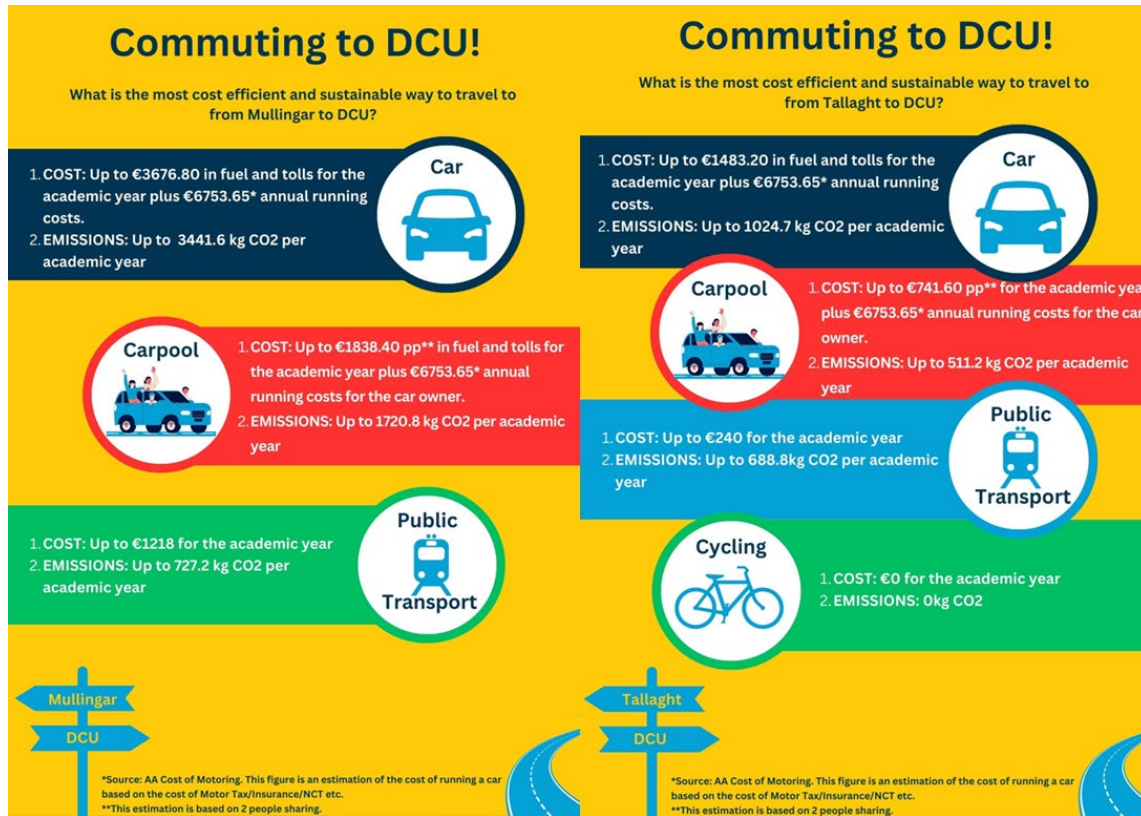 Commuting to DCU!
What is the most cost efficient and sustainable way to travel to
from Mullingar to DCU?
Car
1. COST: Up to €3676.80 in fuel and tolls for the
academic year plus €6753.65* annual running
costs.
2. EMISSIONS: Up to 3441.6 kg CO2 per
academic year
Carpool
1. COST: Up to €1838.40 pp** in fuel and tolls for
the academic year plus €6753.65* annual
running costs for the car owner.
2. EMISSIONS: Up to 1720.8 kg CO2 per academic
year
Public
Transport
1. COST: Up to €1218 for the academic year
2. EMISSIONS: Up to 727.2 kg CO2 per
academic year
Mullingar
DCU
*Source: AA Cost of Motoring. This figure is an estimation of the cost of running a car
based on the cost of Motor Tax/Insurance/NCT etc.
**This estimation is based on 2 people sharing.
Commuting to DCU!
What is the most cost efficient and sustainable way to travel to
from Tallaght to DCU?
Car
1. COST: Up to €1483.20 in fuel and tolls for the
academic year plus €6753.65* annual running
costs.
2. EMISSIONS: Up to 1024.7 kg CO2 per academic
year
Carpool
1. COST: Up to €741.60 pp** for the academic yea
plus €6753.65* annual running costs for the car
owner.
2. EMISSIONS: Up to 511.2 kg CO2 per academic
year
Public
Transport
1. COST: Up to €240 for the academic year
2. EMISSIONS: Up to 688.8kg CO2 per academic
year
Cycling
1. COST: €0 for the academic year
2. EMISSIONS: 0kg CO2
Tallaght
DCU
*Source: AA Cost of Motoring. This figure is an estimation of the cost of running a car
based on the cost of Motor Tax/Insurance/NCT etc.
**This estimation is based on 2 people sharing.